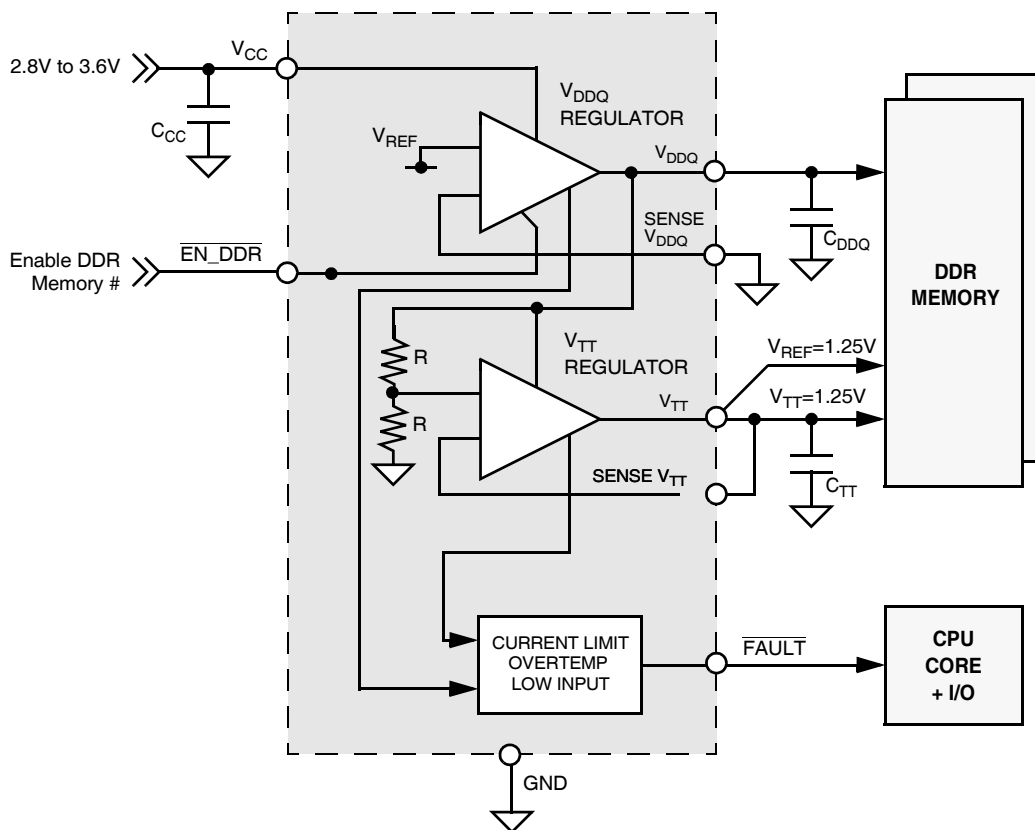 2.8V to 3.6V
VCC
CCC
VDDQ
REGULATOR
VREF
VDDQ
SENSE
VDDQ
CDDQ
Enable DDR
Memory #
EN_DDR
DDR
MEMORY
R
R
VTT
REGULATOR
VTT
VREF=1.25V
VTT=1.25V
SENSE VTT
CTT
CURRENT LIMIT
OVERTEMP
LOW INPUT
FAULT
CPU
CORE
+ I/O
GND